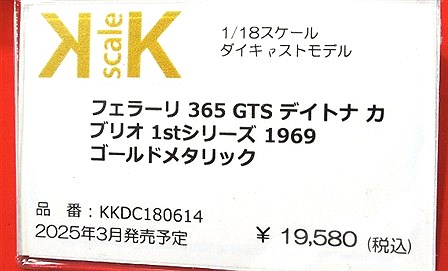 KK scale
1/18スケール
ダイキャストモデル
フェラーリ 365 GTS デイトナ カ
ブリオ 1stシリーズ 1969
ゴールドメタリック
品 番：KKDC180614
2025年3月発売予定
￥ 19,580 (税込)